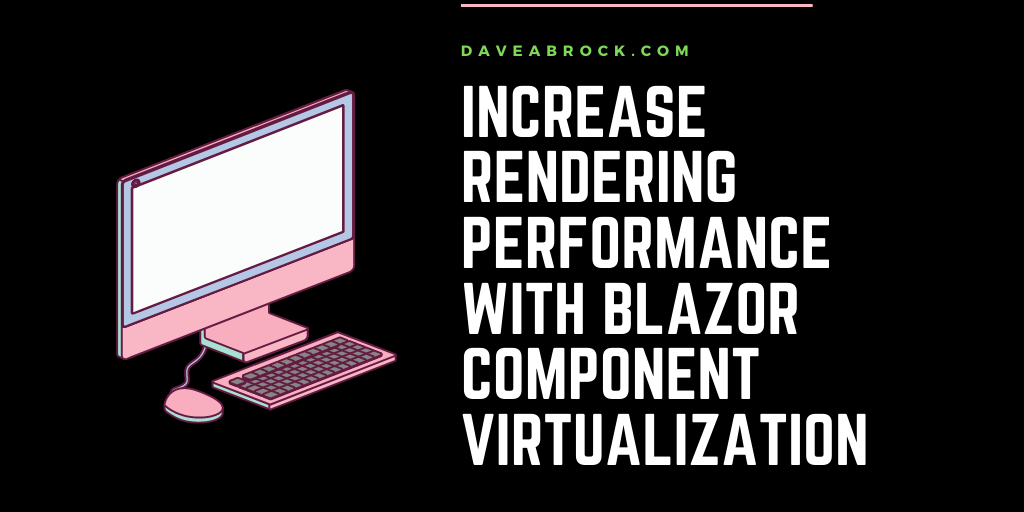 DAVEABROCK.COM
INCREASE
RENDERING
PERFORMANCE
WITH BLAZOR
COMPONENT
VIRTUALIZATION